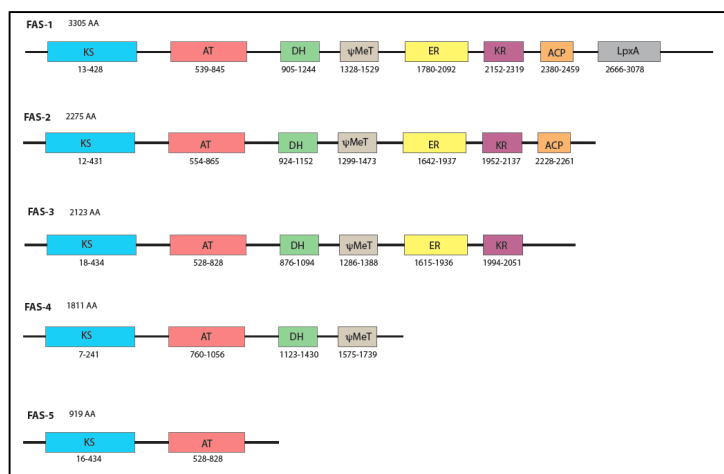 FAS-1 3305 AA
KS AT DH ψMeT ER KR ACP LpxA
13-428 539-845 905-1244 1328-1529 1780-2092 2152-2319 2380-2459 2666-3078
FAS-2 2275 AA
KS AT DH ψMeT ER KR ACP
12-431 554-865 924-1152 1299-1473 1642-1937 1952-2137 2228-2261
FAS-3 2123 AA
KS AT DH ψMeT ER KR
18-434 528-828 876-1094 1286-1388 1615-1936 1994-2051
FAS-4 1811 AA
KS AT DH ψMeT
7-241 760-1056 1123-1430 1575-1739
FAS-5 919 AA
KS AT
16-434 528-828